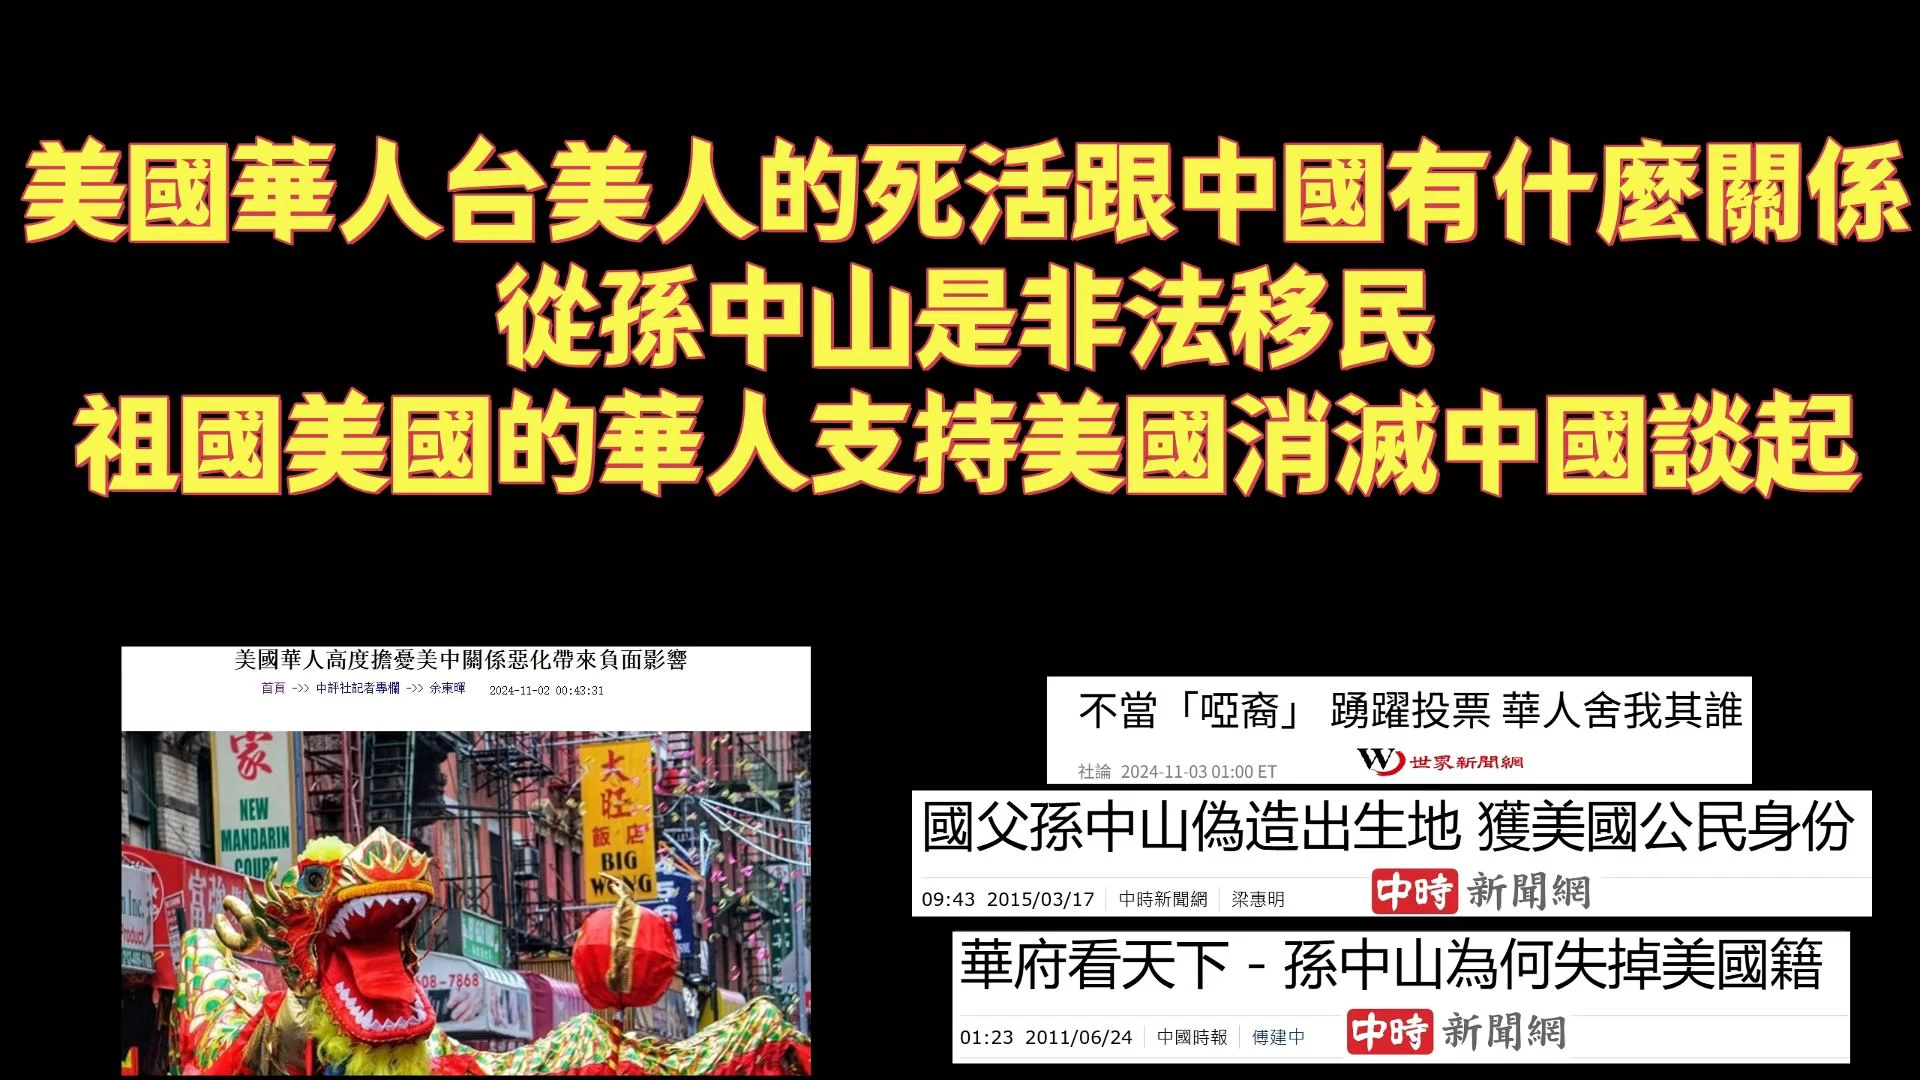 美國華人台美人的死活跟中國有什麼關係
從孫中山是非法移民
祖國美國的華人支持美國消滅中國談起
美國華人高度擔憂美中關係惡化帶來負面影響
首頁 ->> 中評社記者專欄 ->> 余東暉 2024-11-02 00:43:31
家
NEW
MANDARIN
COURT
大旺
飯店
BIG
WONG
富
508-7868
不當「啞裔」 踴躍投票 華人舍我其誰
社論 2024-11-03 01:00 ET 世界新聞網
國父孫中山偽造出生地 獲美國公民身份
09:43 2015/03/17 中時新聞網 梁惠明 中時 新聞網
華府看天下－孫中山為何失掉美國籍
01:23 2011/06/24 中國時報 傅建中 中時 新聞網